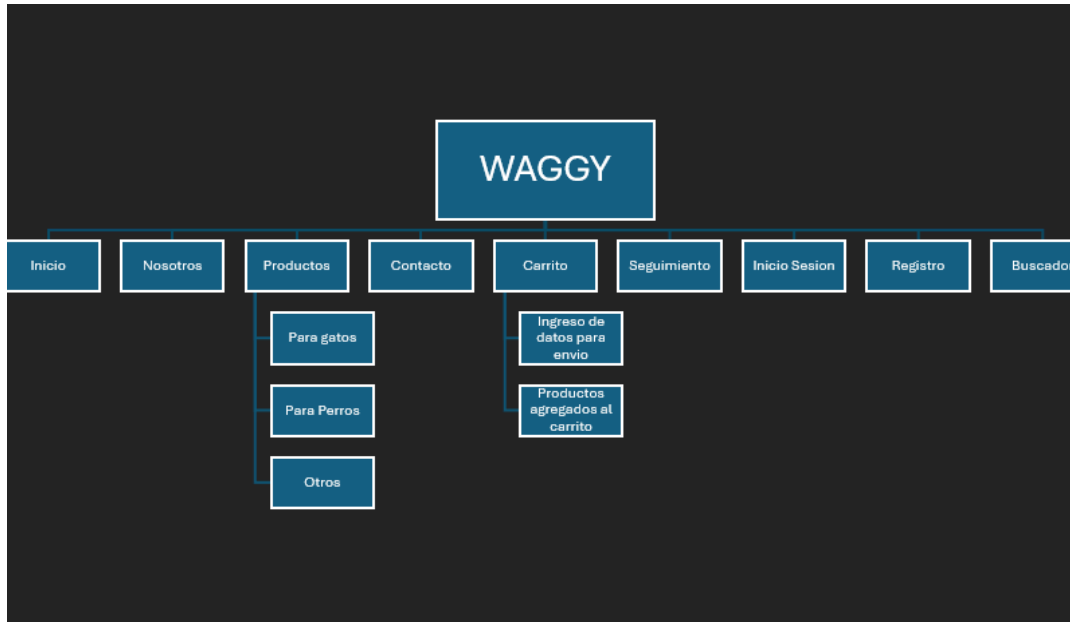 WAGGY
Inicio
Nosotros
Productos
Contacto
Carrito
Seguimiento
Inicio Sesion
Registro
Buscador
Para gatos
Para Perros
Otros
Ingreso de
datos para
envio
Productos
agregados al
carrito